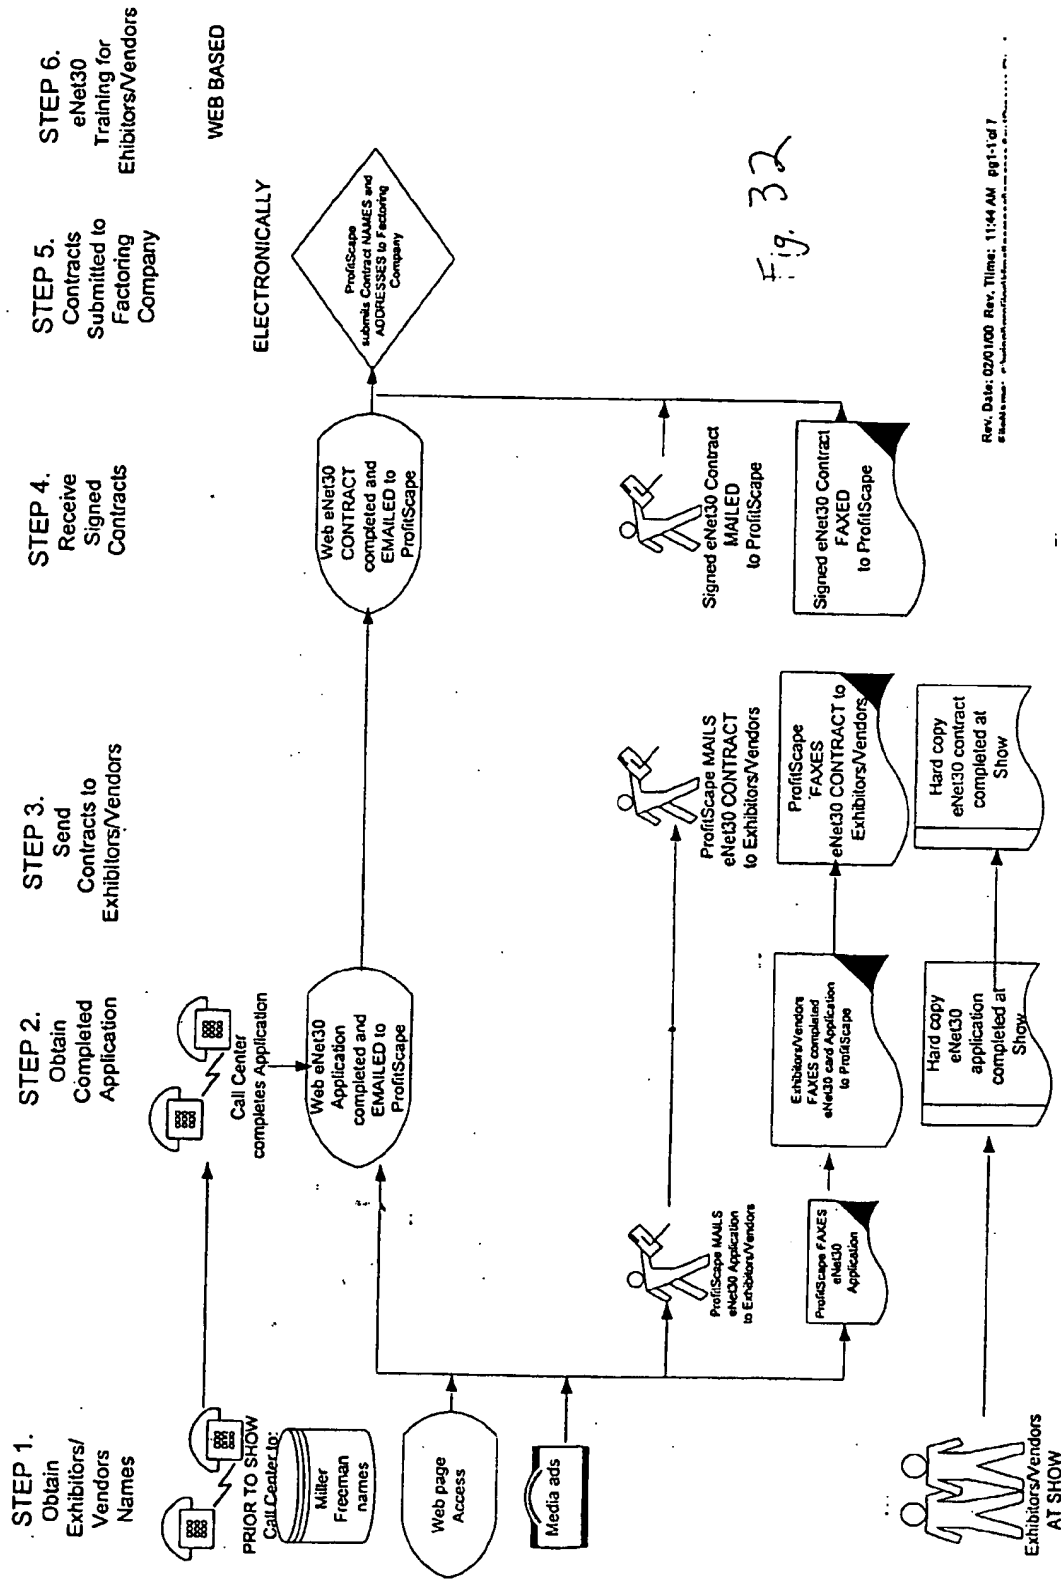 STEP 1.
Obtain
Exhibitors/
Vendors
Names
STEP 2.
Obtain
Completed
Application
STEP 3.
Send
Contracts to
Exhibitors/Vendors
STEP 4.
Receive
Signed
Contracts
STEP 5.
Contracts
Submitted to
Factoring
Company
STEP 6.
eNet30
Training for
Ehibitors/Vendors
WEB BASED
ELECTRONICALLY
PRIOR TO SHOW
Call Center to:
Miller
Freeman
names
Web page
Access
Media ads
Exhibitors/Vendors
AT SHOW
Call Center
completes Application
Web eNet30
Application
completed and
EMAILED to
ProfitScape
ProfitScape MAILS
eNet30 Application
to Exhibitors/Vendors
ProfitScape FAXES
eNet30
Application
Exhibitors/Vendors
FAXES completed
eNet30 card Application
to ProfitScape
Hard copy
eNet30
application
completed at
Show
ProfitScape MAILS
eNet30 CONTRACT
to Exhibitors/Vendors
ProfitScape
FAXES
eNet30 CONTRACT to
Exhibitors/Vendors
Hard copy
eNet30 contract
completed at
Show
Web eNet30
CONTRACT
completed and
EMAILED to
ProfitScape
Signed eNet30 Contract
MAILED
to ProfitScape
Signed eNet30 Contract
FAXED
to ProfitScape
ProfitScape
submits Contract NAMES and
ADDRESSES to Factoring
Company
Fig. 32
Rev. Date: 02/01/00 Rev. Tiime: 11:44 AM pg1-1 of 7